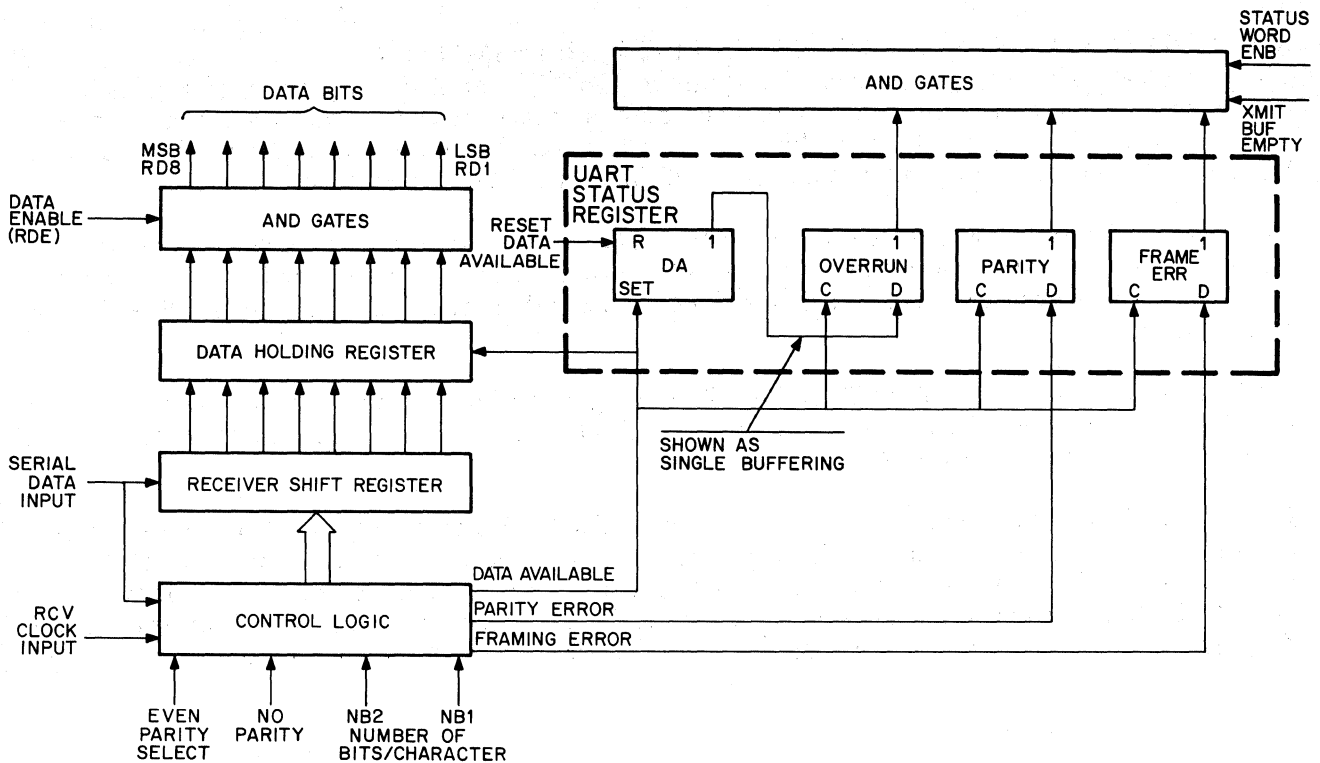 STATUS
WORD
ENB
AND GATES
XMIT
BUF
EMPTY
DATA BITS
MSB
RD8
LSB
RD1
DATA
ENABLE
(RDE)
AND GATES
UART
STATUS
REGISTER
RESET
DATA
AVAILABLE
R 1
DA
SET
1
OVERRUN
C D
1
PARITY
C D
1
FRAME
ERR
C D
DATA HOLDING REGISTER
SHOWN AS
SINGLE BUFFERING
SERIAL
DATA
INPUT
RECEIVER SHIFT REGISTER
DATA AVAILABLE
PARITY ERROR
FRAMING ERROR
RCV
CLOCK
INPUT
CONTROL LOGIC
EVEN
PARITY
SELECT
NO
PARITY
NB2 NB1
NUMBER OF
BITS/CHARACTER